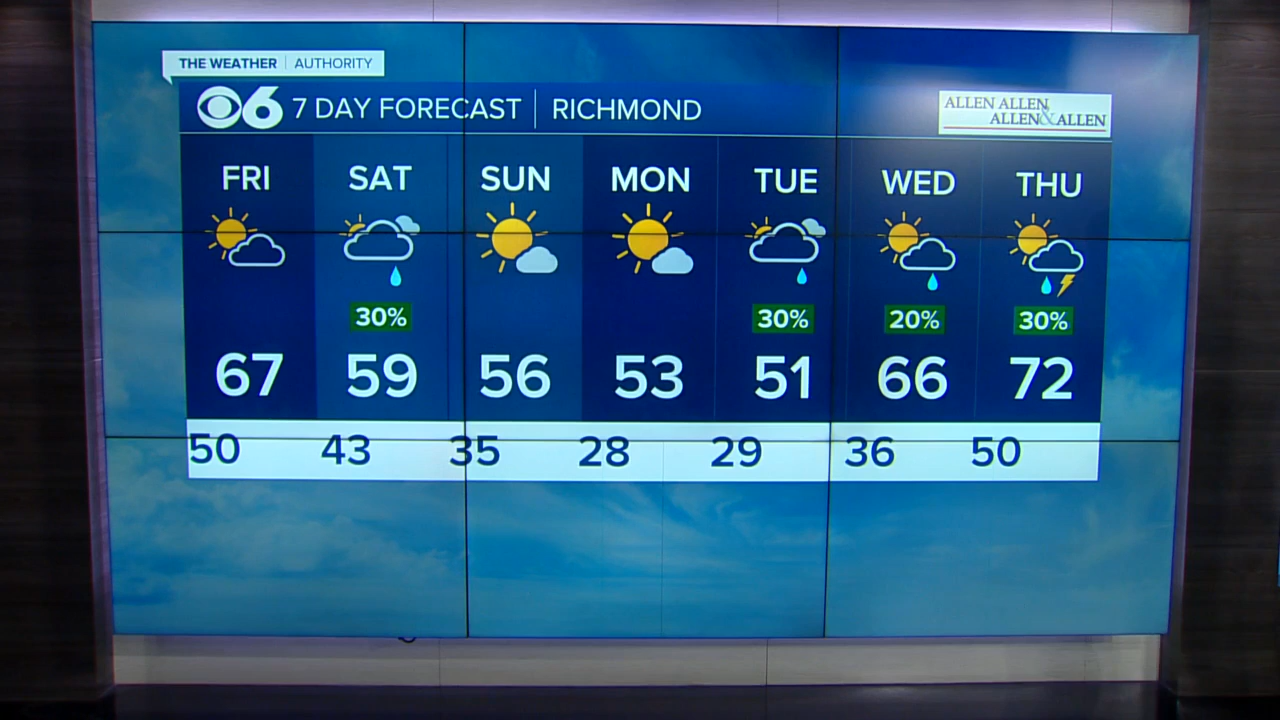 THE WEATHER AUTHORITY
6 7 DAY FORECAST RICHMOND
ALLEN ALLEN
ALLEN & ALLEN
FRI SAT SUN MON TUE WED THU
30% 30% 20% 30%
67 59 56 53 51 66 72
50 43 35 28 29 36 50